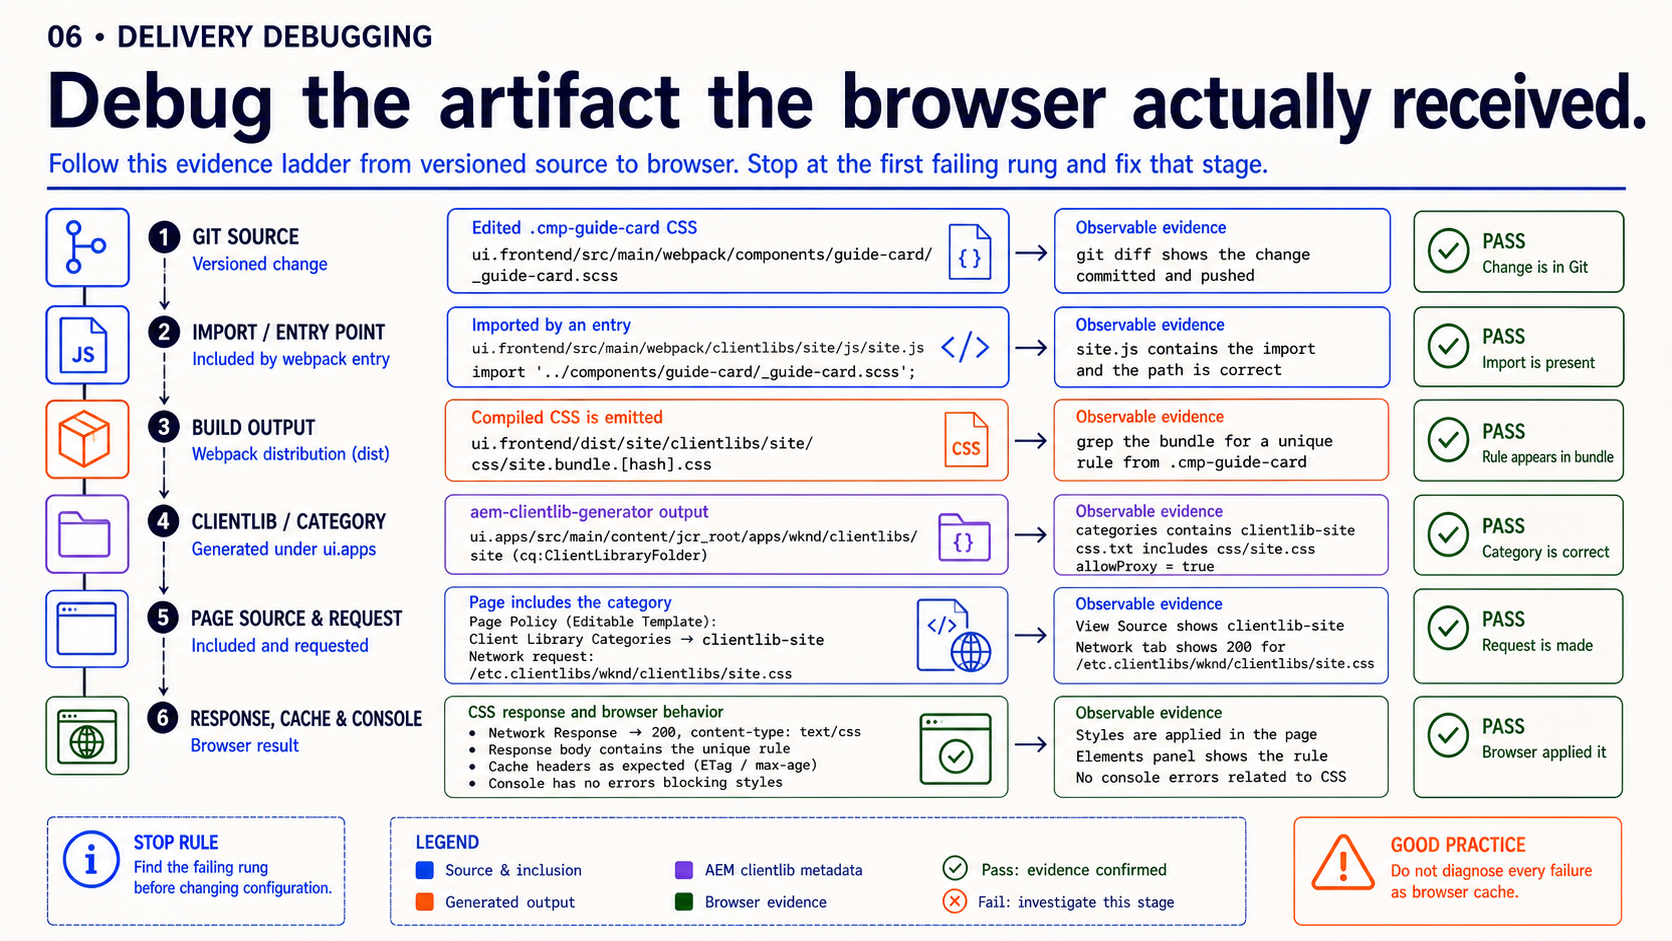 06 • DELIVERY DEBUGGING
Debug the artifact the browser actually received.
Follow this evidence ladder from versioned source to browser. Stop at the first failing rung and fix that stage.
1 GIT SOURCE
Versioned change
Edited .cmp-guide-card CSS
ui.frontend/src/main/webpack/components/guide-card/
_guide-card.scss
{}
Observable evidence
git diff shows the change
committed and pushed
PASS
Change is in Git
JS
2 IMPORT / ENTRY POINT
Included by webpack entry
Imported by an entry
ui.frontend/src/main/webpack/clientlibs/site/js/site.js
import '../components/guide-card/_guide-card.scss';
</>
Observable evidence
site.js contains the import
and the path is correct
PASS
Import is present
3 BUILD OUTPUT
Webpack distribution (dist)
Compiled CSS is emitted
ui.frontend/dist/site/clientlibs/site/
css/site.bundle.[hash].css
CSS
Observable evidence
grep the bundle for a unique
rule from .cmp-guide-card
PASS
Rule appears in bundle
4 CLIENTLIB / CATEGORY
Generated under ui.apps
aem-clientlib-generator output
ui.apps/src/main/content/jcr_root/apps/wknd/clientlibs/
site (cq:ClientLibraryFolder)
{}
Observable evidence
categories contains clientlib-site
css.txt includes css/site.css
allowProxy = true
PASS
Category is correct
5 PAGE SOURCE & REQUEST
Included and requested
Page includes the category
Page Policy (Editable Template):
Client Library Categories → clientlib-site
Network request:
/etc.clientlibs/wknd/clientlibs/site.css
</>
Observable evidence
View Source shows clientlib-site
Network tab shows 200 for
/etc.clientlibs/wknd/clientlibs/site.css
PASS
Request is made
6 RESPONSE, CACHE & CONSOLE
Browser result
CSS response and browser behavior
• Network Response → 200, content-type: text/css
• Response body contains the unique rule
• Cache headers as expected (ETag / max-age)
• Console has no errors blocking styles
Observable evidence
Styles are applied in the page
Elements panel shows the rule
No console errors related to CSS
PASS
Browser applied it
i
STOP RULE
Find the failing rung
before changing configuration.
LEGEND
Source & inclusion
Generated output
AEM clientlib metadata
Browser evidence
Pass: evidence confirmed
Fail: investigate this stage
!
GOOD PRACTICE
Do not diagnose every failure
as browser cache.